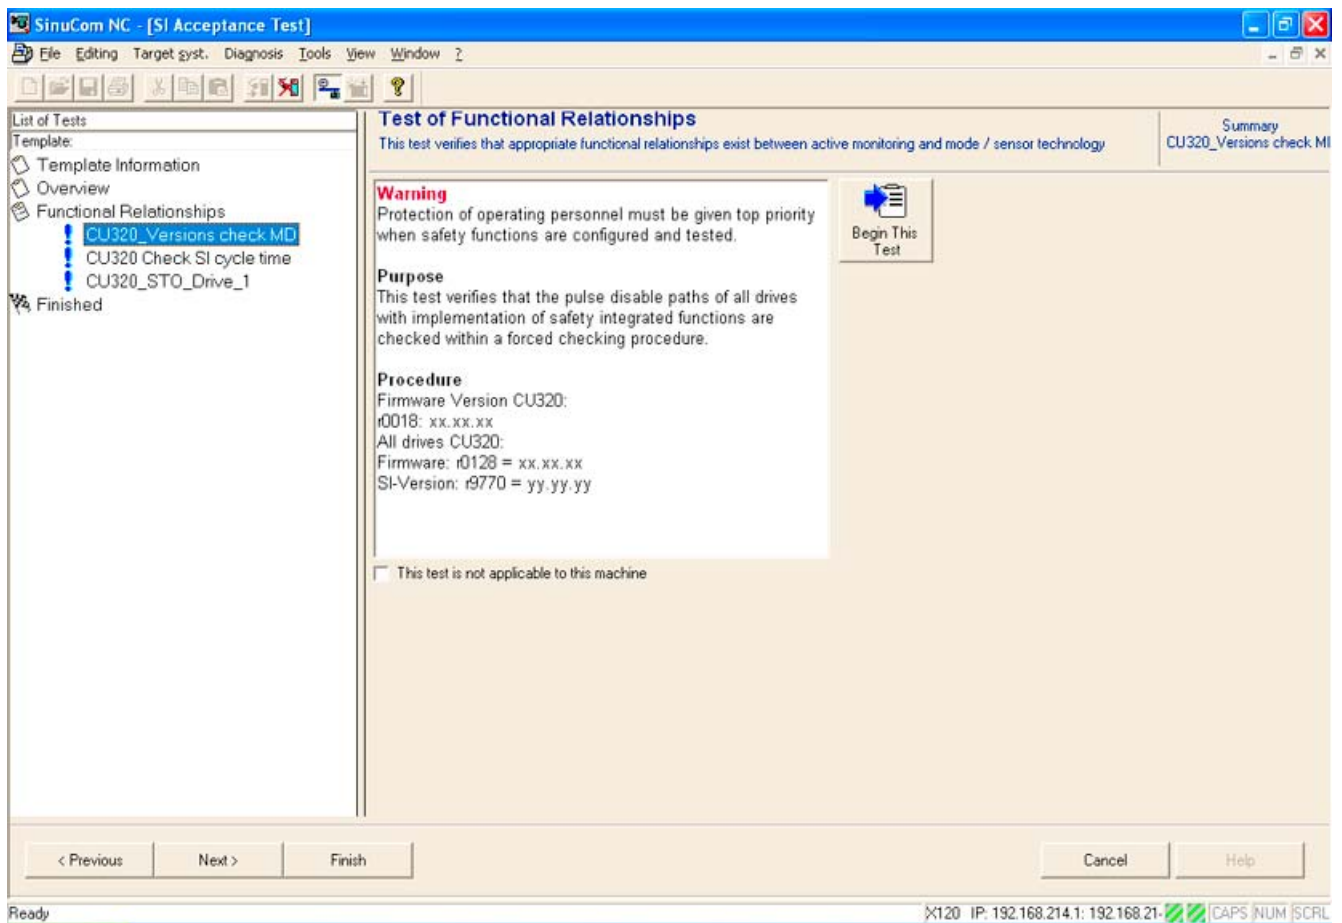 SinuCom NC - [SI Acceptance Test]
File Editing Target syst. Diagnosis Tools View Window ?
List of Tests
Template:
Template Information
Overview
Functional Relationships
CU320_Versions check MD
CU320 Check SI cycle time
CU320_STO_Drive_1
Finished
Test of Functional Relationships
This test verifies that appropriate functional relationships exist between active monitoring and mode / sensor technology
Summary
CU320_Versions check MI
Warning
Protection of operating personnel must be given top priority
when safety functions are configured and tested.
Purpose
This test verifies that the pulse disable paths of all drives
with implementation of safety integrated functions are
checked within a forced checking procedure.
Procedure
Firmware Version CU320:
r0018: xx.xx.xx
All drives CU320:
Firmware: r0128 = xx.xx.xx
SI-Version: r9770 = yy.yy.yy
Begin This
Test
This test is not applicable to this machine
< Previous Next > Finish Cancel Help
Ready X120 IP: 192.168.214.1: 192.168.21- CAPS NUM SCRL